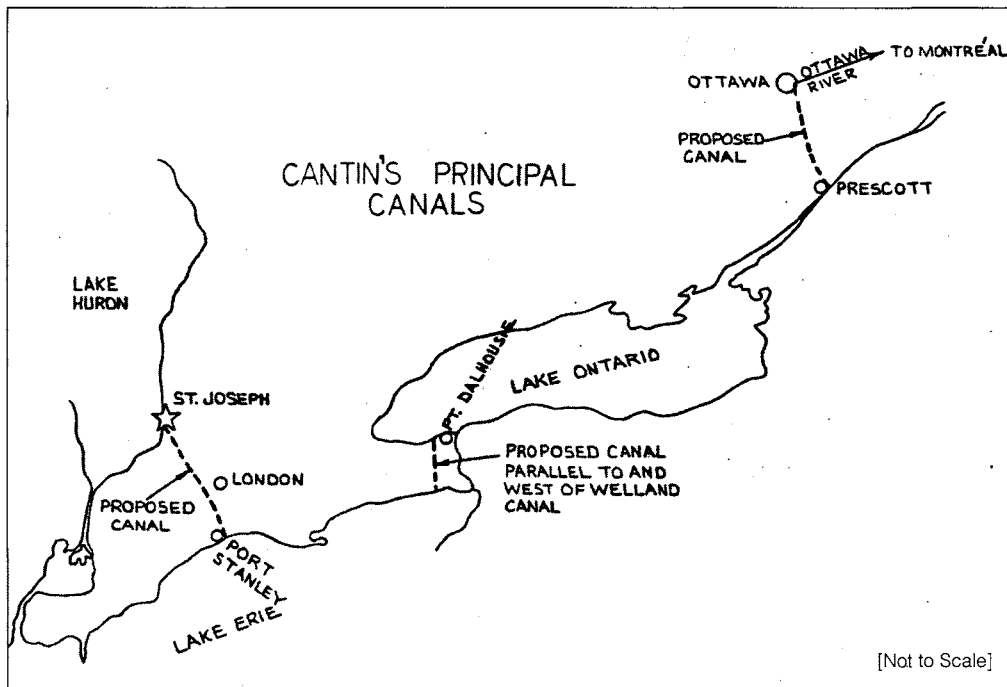 OTTAWA
OTTAWA
RIVER
TO MONTRÉAL
PROPOSED
CANAL
PRESCOTT
CANTIN'S PRINCIPAL
CANALS
LAKE
HURON
ST. JOSEPH
LONDON
PROPOSED
CANAL
PORT
STANLEY
LAKE ERIE
PT. DALHOUSIE
LAKE ONTARIO
PROPOSED CANAL
PARALLEL TO AND
WEST OF WELLAND
CANAL
[Not to Scale]